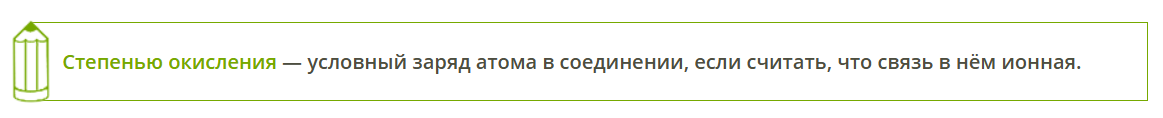 Степенью окисления — условный заряд атома в соединении, если считать, что связь в нём ионная.